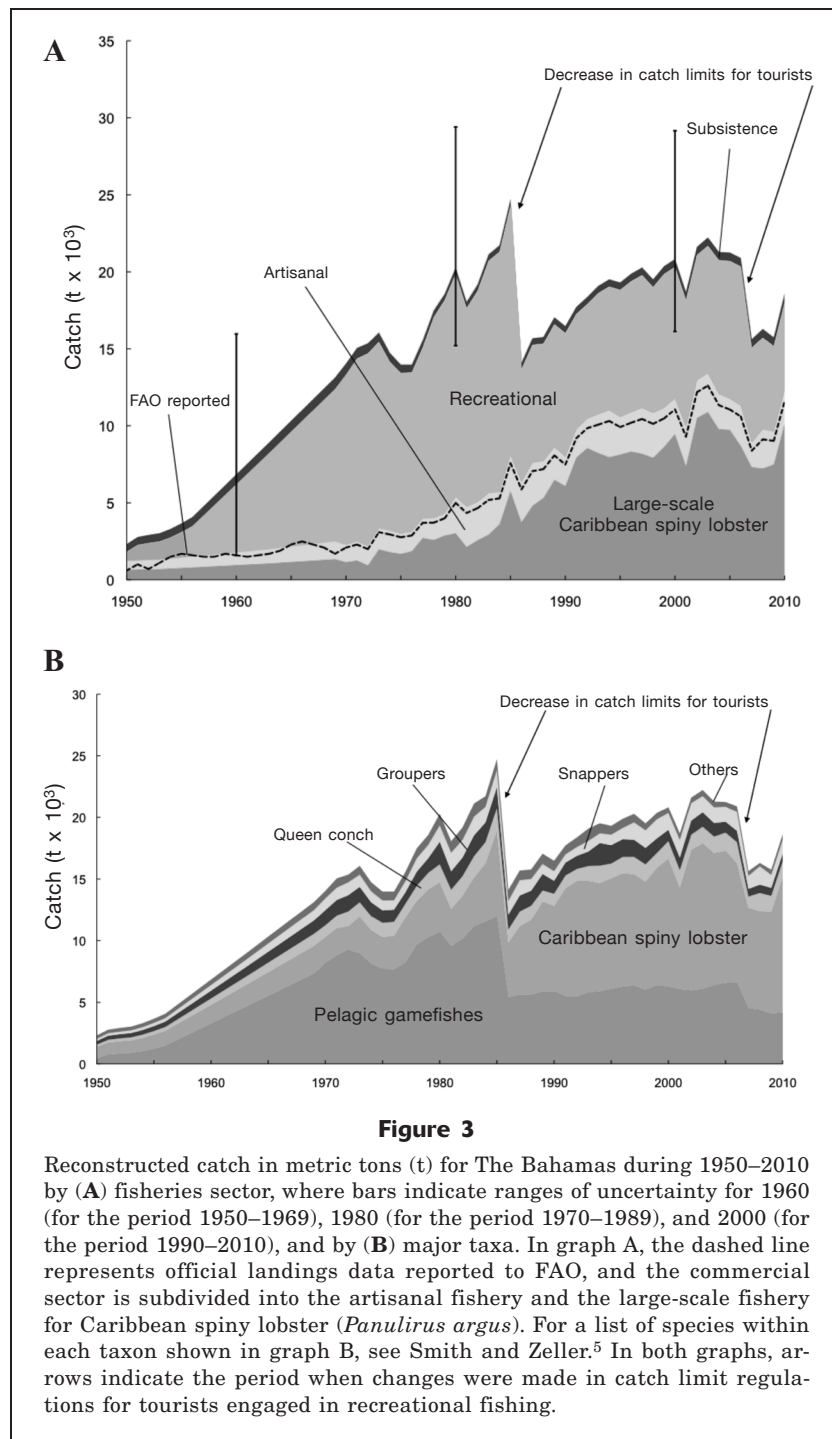 A
35
30
25
20
15
10
5
0
Catch (t x 10³)
Decrease in catch limits for tourists
Subsistence
Artisanal
FAO reported
Recreational
Large-scale
Caribbean spiny lobster
1950
1960
1970
1980
1990
2000
2010
B
30
25
20
15
10
5
0
Catch (t x 10³)
Decrease in catch limits for tourists
Groupers
Snappers
Others
Queen conch
Caribbean spiny lobster
Pelagic gamefishes
1950
1960
1970
1980
1990
2000
2010
Figure 3
Reconstructed catch in metric tons (t) for The Bahamas during 1950–2010
by (A) fisheries sector, where bars indicate ranges of uncertainty for 1960
(for the period 1950–1969), 1980 (for the period 1970–1989), and 2000 (for
the period 1990–2010), and by (B) major taxa. In graph A, the dashed line
represents official landings data reported to FAO, and the commercial
sector is subdivided into the artisanal fishery and the large-scale fishery
for Caribbean spiny lobster (Panulirus argus). For a list of species within
each taxon shown in graph B, see Smith and Zeller.⁵ In both graphs, ar-
rows indicate the period when changes were made in catch limit regula-
tions for tourists engaged in recreational fishing.